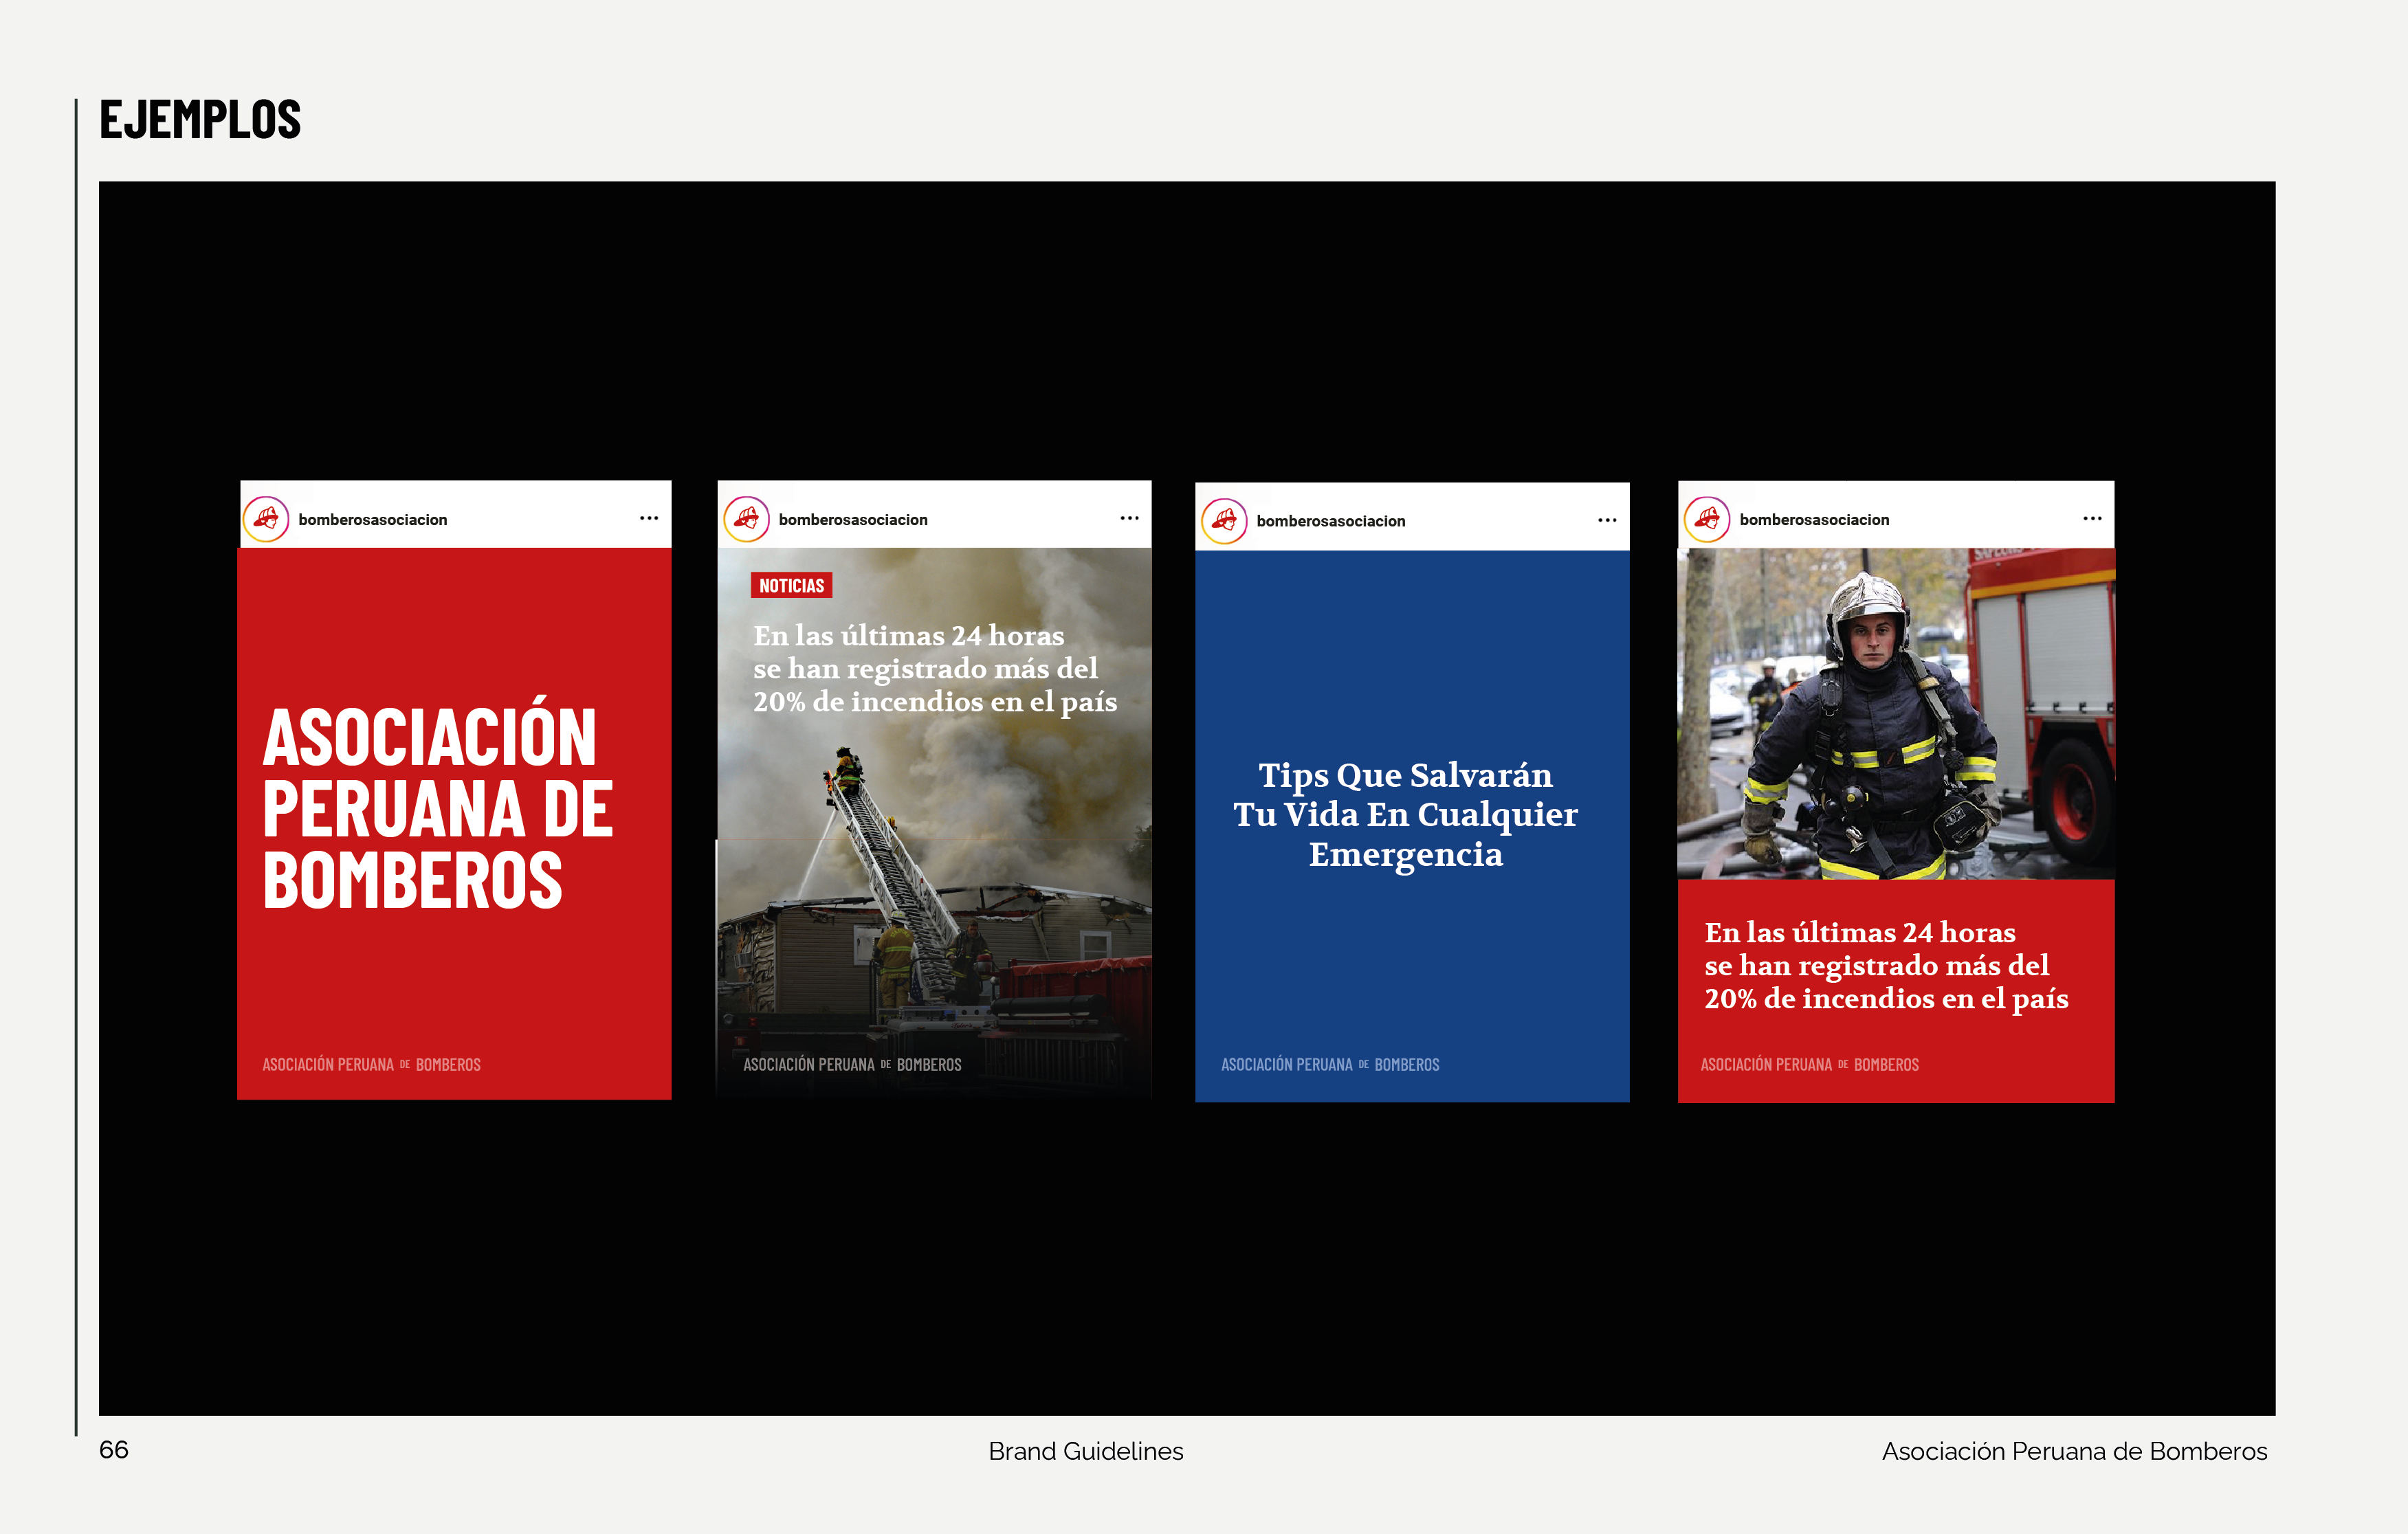 EJEMPLOS
bomberosasociacion
ASOCIACIÓN
PERUANA DE
BOMBEROS
ASOCIACIÓN PERUANA DE BOMBEROS
bomberosasociacion
NOTICIAS
En las últimas 24 horas
se han registrado más del
20% de incendios en el país
ASOCIACIÓN PERUANA DE BOMBEROS
bomberosasociacion
Tips Que Salvarán
Tu Vida En Cualquier
Emergencia
ASOCIACIÓN PERUANA DE BOMBEROS
bomberosasociacion
En las últimas 24 horas
se han registrado más del
20% de incendios en el país
ASOCIACIÓN PERUANA DE BOMBEROS
66
Brand Guidelines
Asociación Peruana de Bomberos